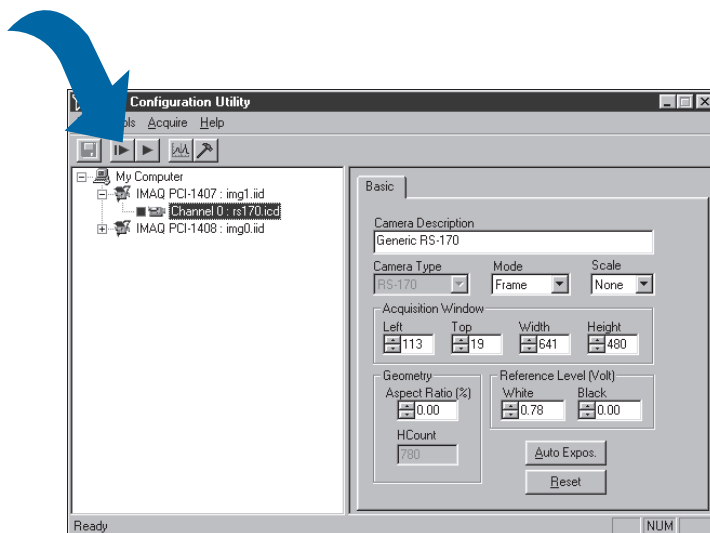 Configuration Utility
Acquire Help
My Computer
IMAQ PCI-1407 : img1.iid
Channel 0 : rs170.icd
IMAQ PCI-1408 : img0.iid
Basic
Camera Description
Generic RS-170
Camera Type Mode Scale
RS-170 Frame None
Acquisition Window
Left Top Width Height
113 19 641 480
Geometry Reference Level (Volt)
Aspect Ratio (%) White Black
0.00 0.78 0.00
HCount
780
Auto Expos.
Reset
Ready NUM